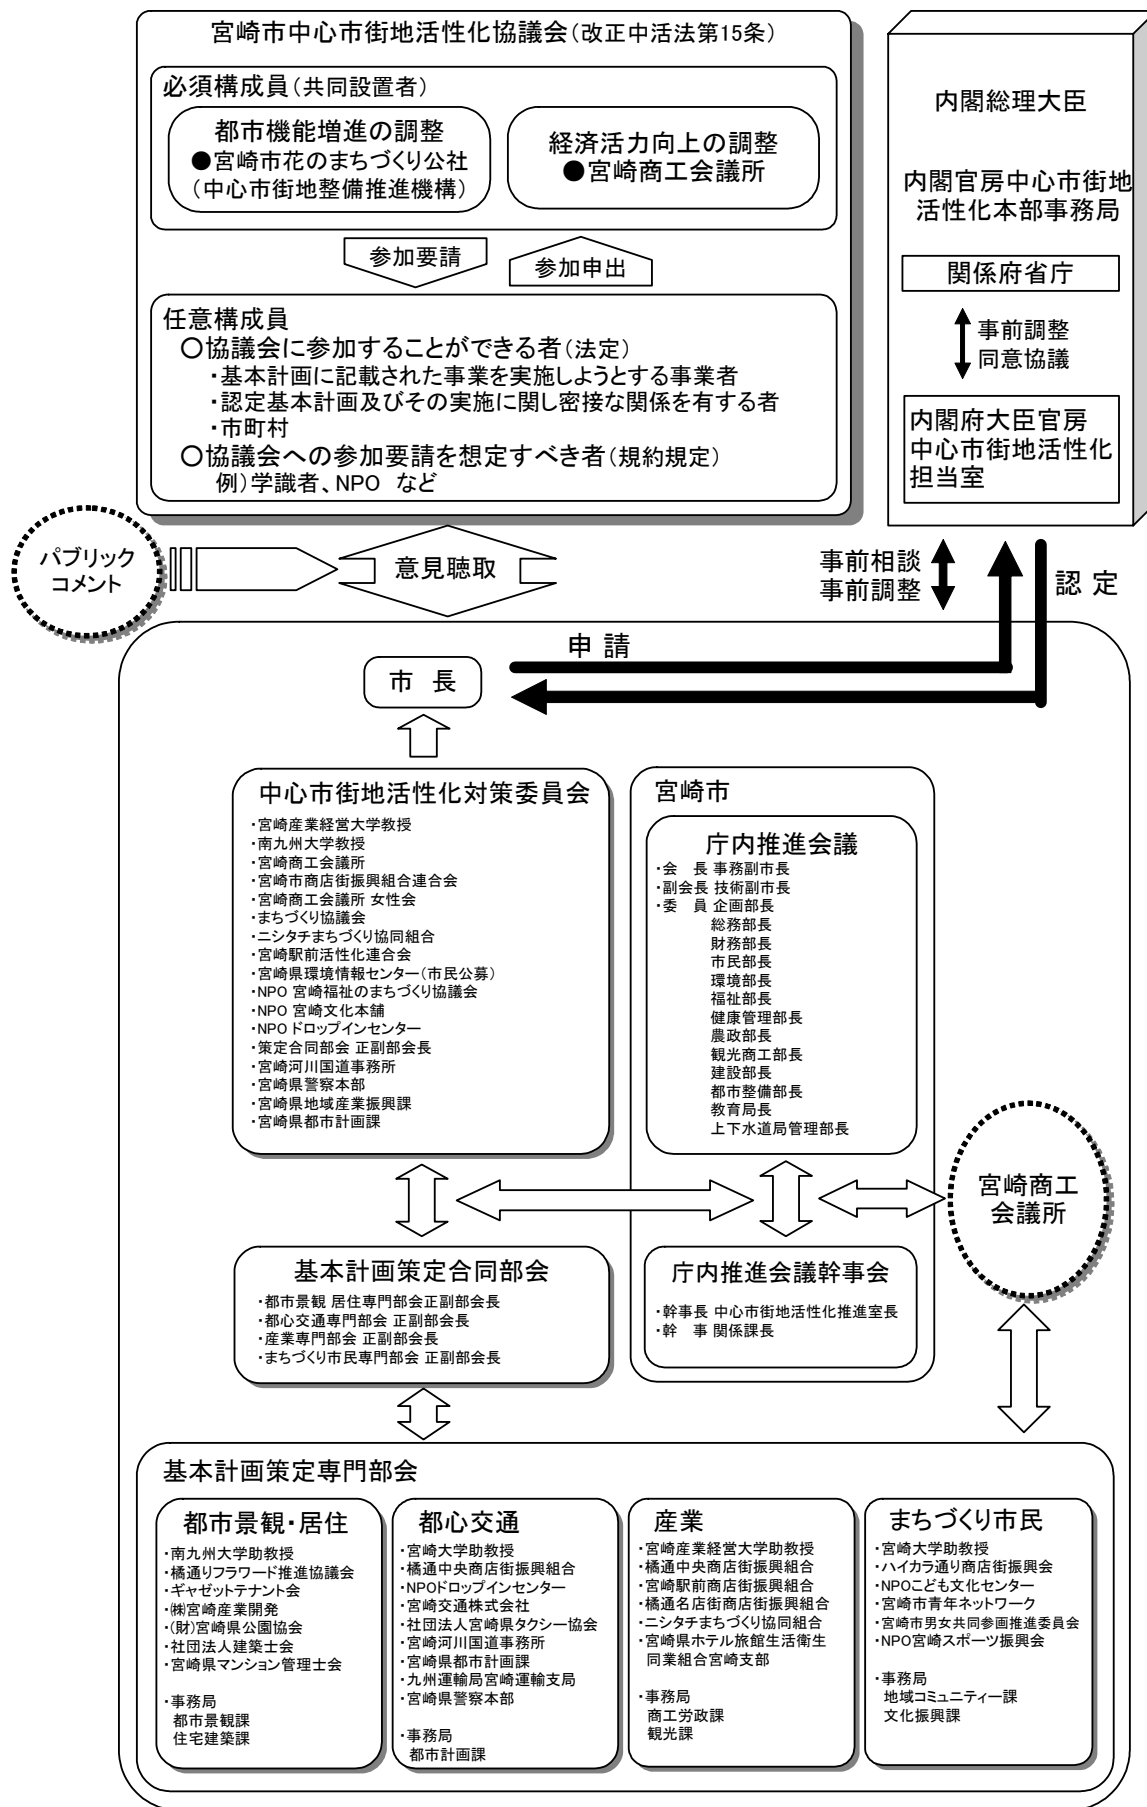 宮崎市中心市街地活性化協議会(改正中活法第15条)
必須構成員(共同設置者)
都市機能増進の調整
●宮崎市花のまちづくり公社
(中心市街地整備推進機構)
経済活力向上の調整
●宮崎商工会議所
参加要請
参加申出
任意構成員
○協議会に参加することができる者(法定)
・基本計画に記載された事業を実施しようとする事業者
・認定基本計画及びその実施に関し密接な関係を有する者
・市町村
○協議会への参加要請を想定すべき者(規約規定)
例)学識者、NPO など
内閣総理大臣
内閣官房中心市街地
活性化本部事務局
関係府省庁
事前調整
同意協議
内閣府大臣官房
中心市街地活性化
担当室
パブリック
コメント
意見聴取
事前相談
事前調整
認 定
申 請
市 長
中心市街地活性化対策委員会
・宮崎産業経営大学教授
・南九州大学教授
・宮崎商工会議所
・宮崎市商店街振興組合連合会
・宮崎商工会議所 女性会
・まちづくり協議会
・ニシタチまちづくり協同組合
・宮崎駅前活性化連合会
・宮崎県環境情報センター(市民公募)
・NPO 宮崎福祉のまちづくり協議会
・NPO 宮崎文化本舗
・NPO ドロップインセンター
・策定合同部会 正副部会長
・宮崎河川国道事務所
・宮崎県警察本部
・宮崎県地域産業振興課
・宮崎県都市計画課
宮崎市
庁内推進会議
・会 長 事務副市長
・副会長 技術副市長
・委 員 企画部長
総務部長
財務部長
市民部長
環境部長
福祉部長
健康管理部長
農政部長
観光商工部長
建設部長
都市整備部長
教育局長
上下水道局管理部長
宮崎商工
会議所
基本計画策定合同部会
・都市景観 居住専門部会正副部会長
・都心交通専門部会 正副部会長
・産業専門部会 正副部会長
・まちづくり市民専門部会 正副部会長
庁内推進会議幹事会
・幹事長 中心市街地活性化推進室長
・幹 事 関係課長
基本計画策定専門部会
都市景観・居住
・南九州大学助教授
・橘通りフラワード推進協議会
・ギャゼットテナント会
・㈱宮崎産業開発
・(財)宮崎県公園協会
・社団法人建築士会
・宮崎県マンション管理士会
・事務局
都市景観課
住宅建築課
都心交通
・宮崎大学助教授
・橘通中央商店街振興組合
・NPOドロップインセンター
・宮崎交通株式会社
・社団法人宮崎県タクシー協会
・宮崎河川国道事務所
・宮崎県都市計画課
・九州運輸局宮崎運輸支局
・宮崎県警察本部
・事務局
都市計画課
産業
・宮崎産業経営大学助教授
・橘通中央商店街振興組合
・宮崎駅前商店街振興組合
・橘通名店街商店街振興組合
・ニシタチまちづくり協同組合
・宮崎県ホテル旅館生活衛生
同業組合宮崎支部
・事務局
商工労政課
観光課
まちづくり市民
・宮崎大学助教授
・ハイカラ通り商店街振興会
・NPOこども文化センター
・宮崎市青年ネットワーク
・宮崎市男女共同参画推進委員会
・NPO宮崎スポーツ振興会
・事務局
地域コミュニティー課
文化振興課